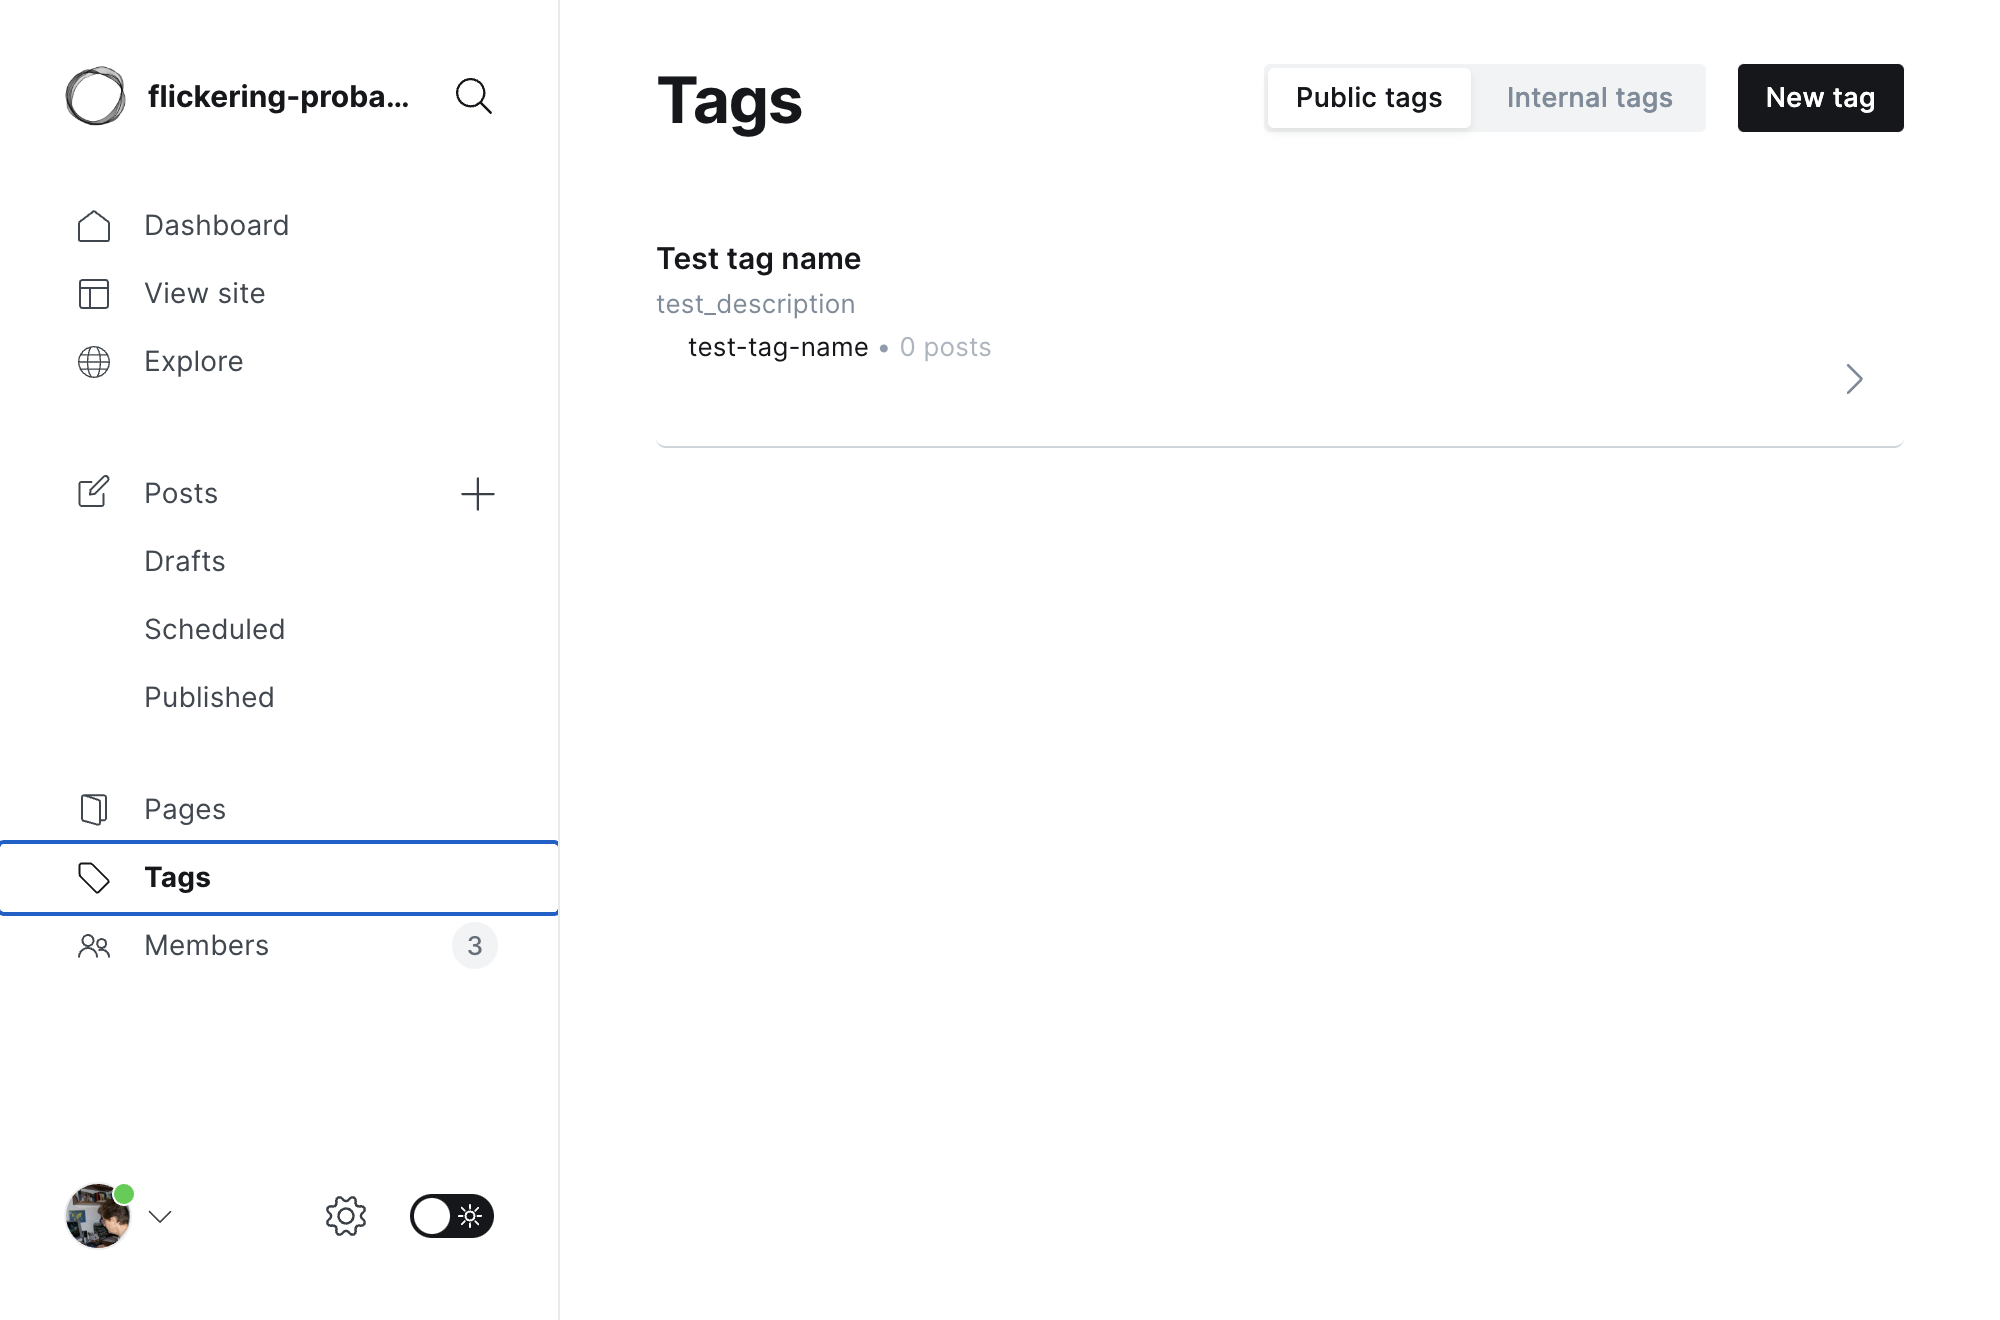 flickering-proba...
Dashboard
View site
Explore
Posts
Drafts
Scheduled
Published
Pages
Tags
Members 3
Tags
Public tags
Internal tags
New tag
Test tag name
test_description
test-tag-name • 0 posts